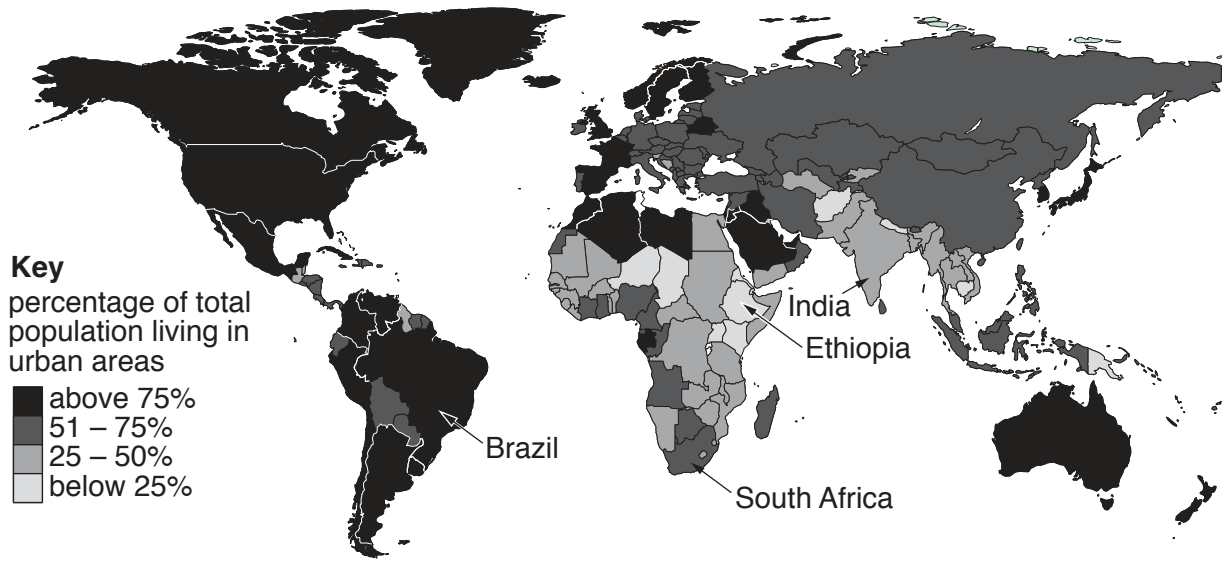 Key
percentage of total
population living in
urban areas
above 75%
51 – 75%
25 – 50%
below 25%
India
Ethiopia
Brazil
South Africa